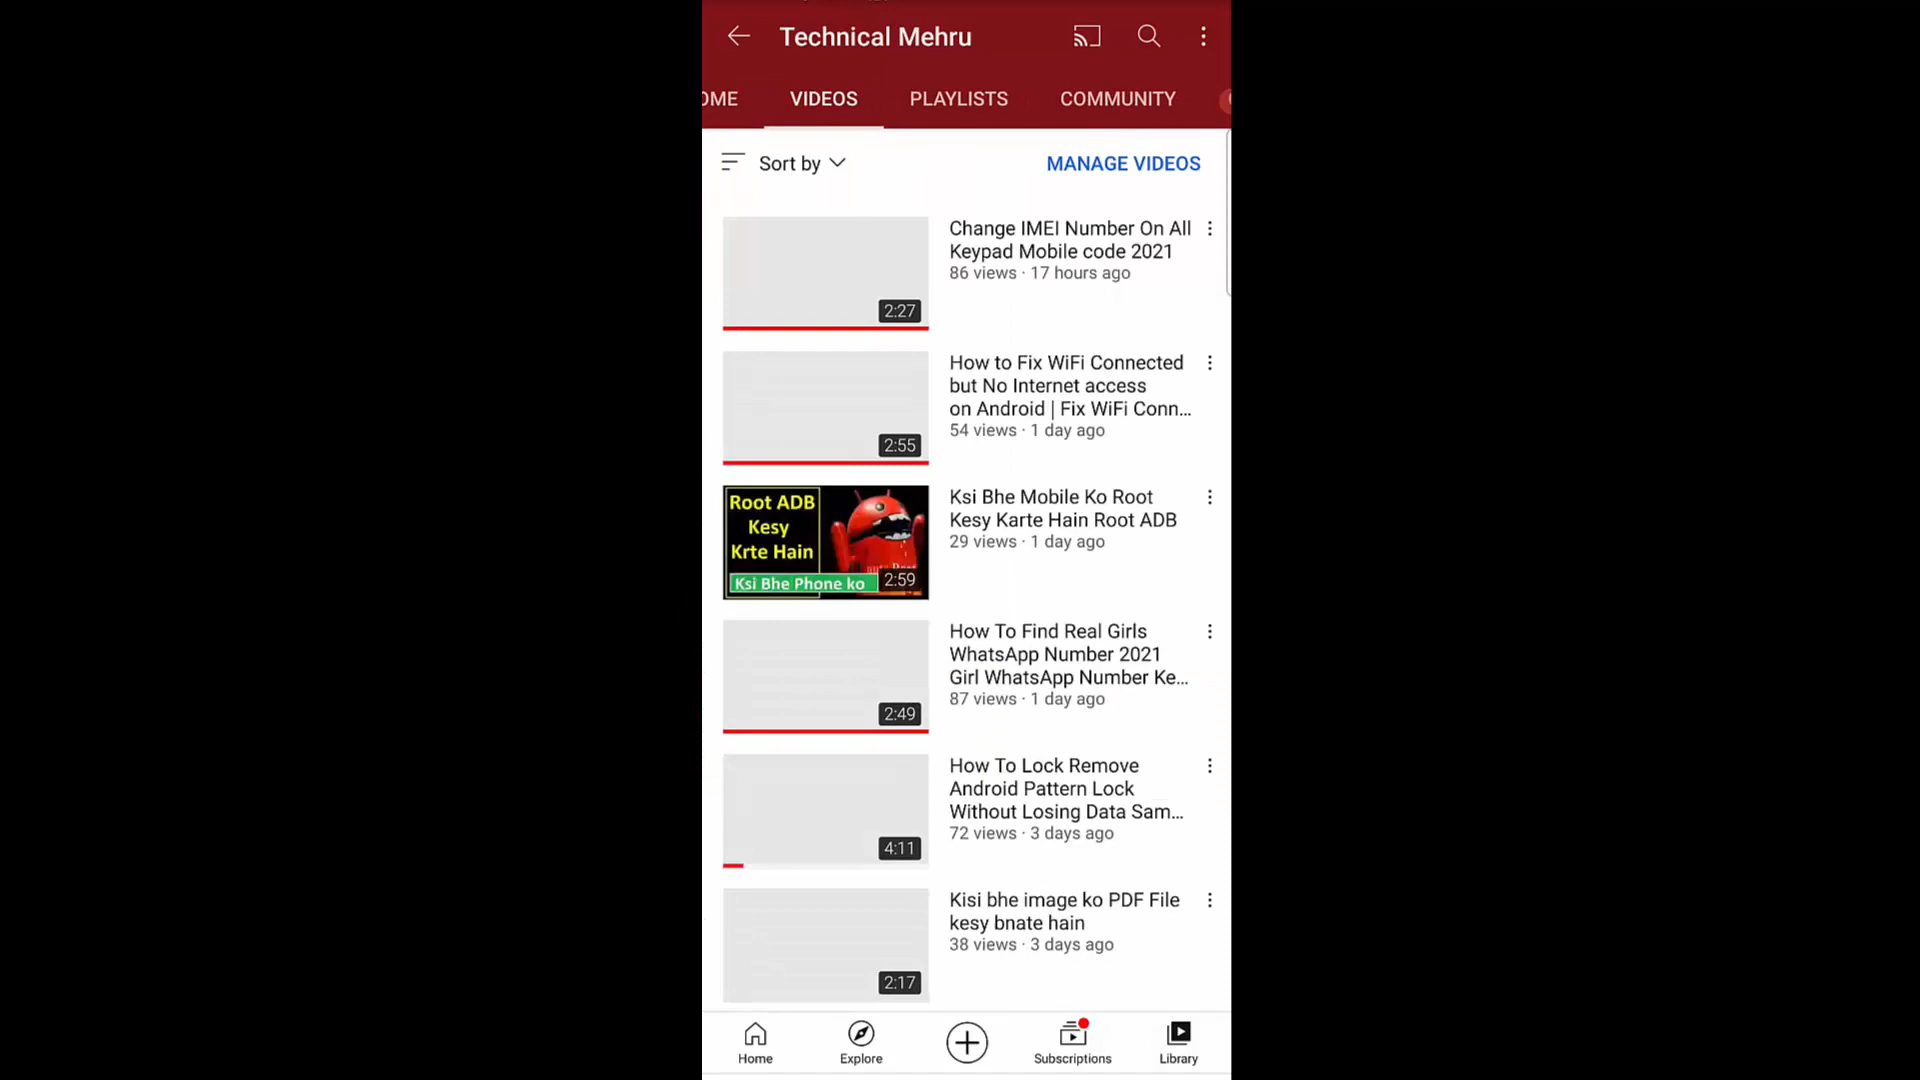 Technical Mehru
OME VIDEOS PLAYLISTS COMMUNITY
Sort by MANAGE VIDEOS
Change IMEI Number On All
Keypad Mobile code 2021
86 views · 17 hours ago
2:27
How to Fix WiFi Connected
but No Internet access
on Android | Fix WiFi Conn...
54 views · 1 day ago
2:55
Root ADB
Kesy
Krte Hain
Ksi Bhe Phone ko
2:59
Ksi Bhe Mobile Ko Root
Kesy Karte Hain Root ADB
29 views · 1 day ago
How To Find Real Girls
WhatsApp Number 2021
Girl WhatsApp Number Ke...
87 views · 1 day ago
2:49
How To Lock Remove
Android Pattern Lock
Without Losing Data Sam...
72 views · 3 days ago
4:11
Kisi bhe image ko PDF File
kesy bnate hain
38 views · 3 days ago
2:17
Home Explore Subscriptions Library